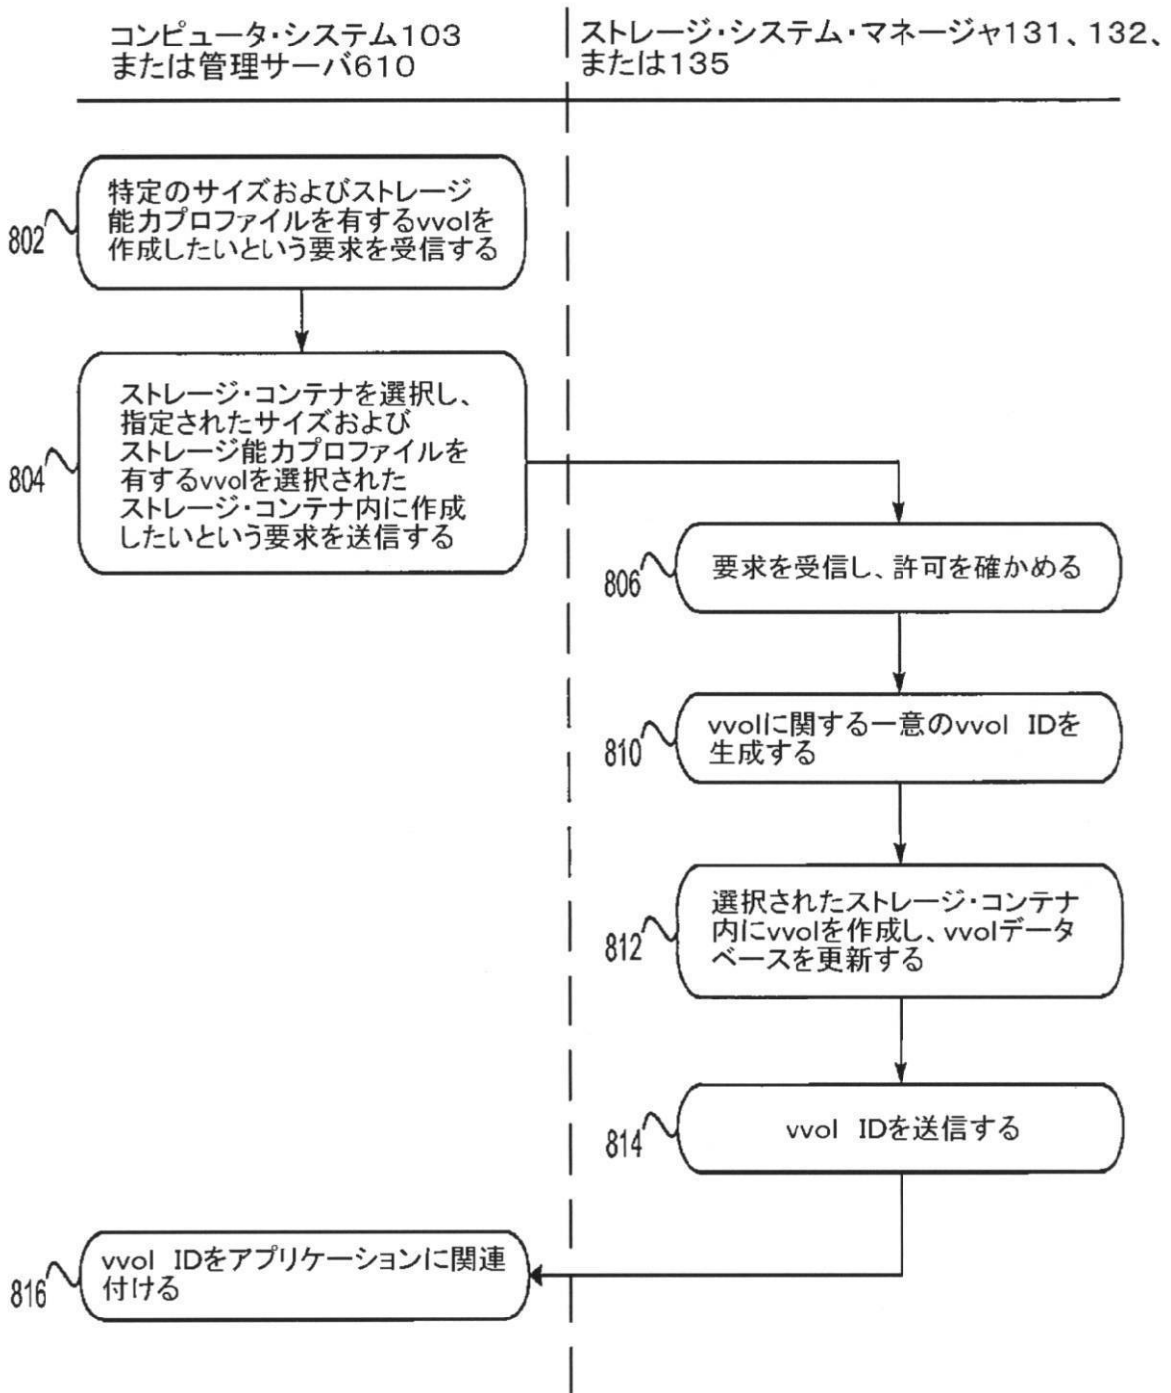 コンピュータ・システム103
または管理サーバ610
ストレージ・システム・マネージャ131、132、
または135
802
特定のサイズおよびストレージ
能力プロファイルを有するvvolを
作成したいという要求を受信する
804
ストレージ・コンテナを選択し、
指定されたサイズおよび
ストレージ能力プロファイルを
有するvvolを選択された
ストレージ・コンテナ内に作成
したいという要求を送信する
806
要求を受信し、許可を確かめる
810
vvolに関する一意のvvol IDを
生成する
812
選択されたストレージ・コンテナ
内にvvolを作成し、vvolデータ
ベースを更新する
814
vvol IDを送信する
816
vvol IDをアプリケーションに関連
付ける